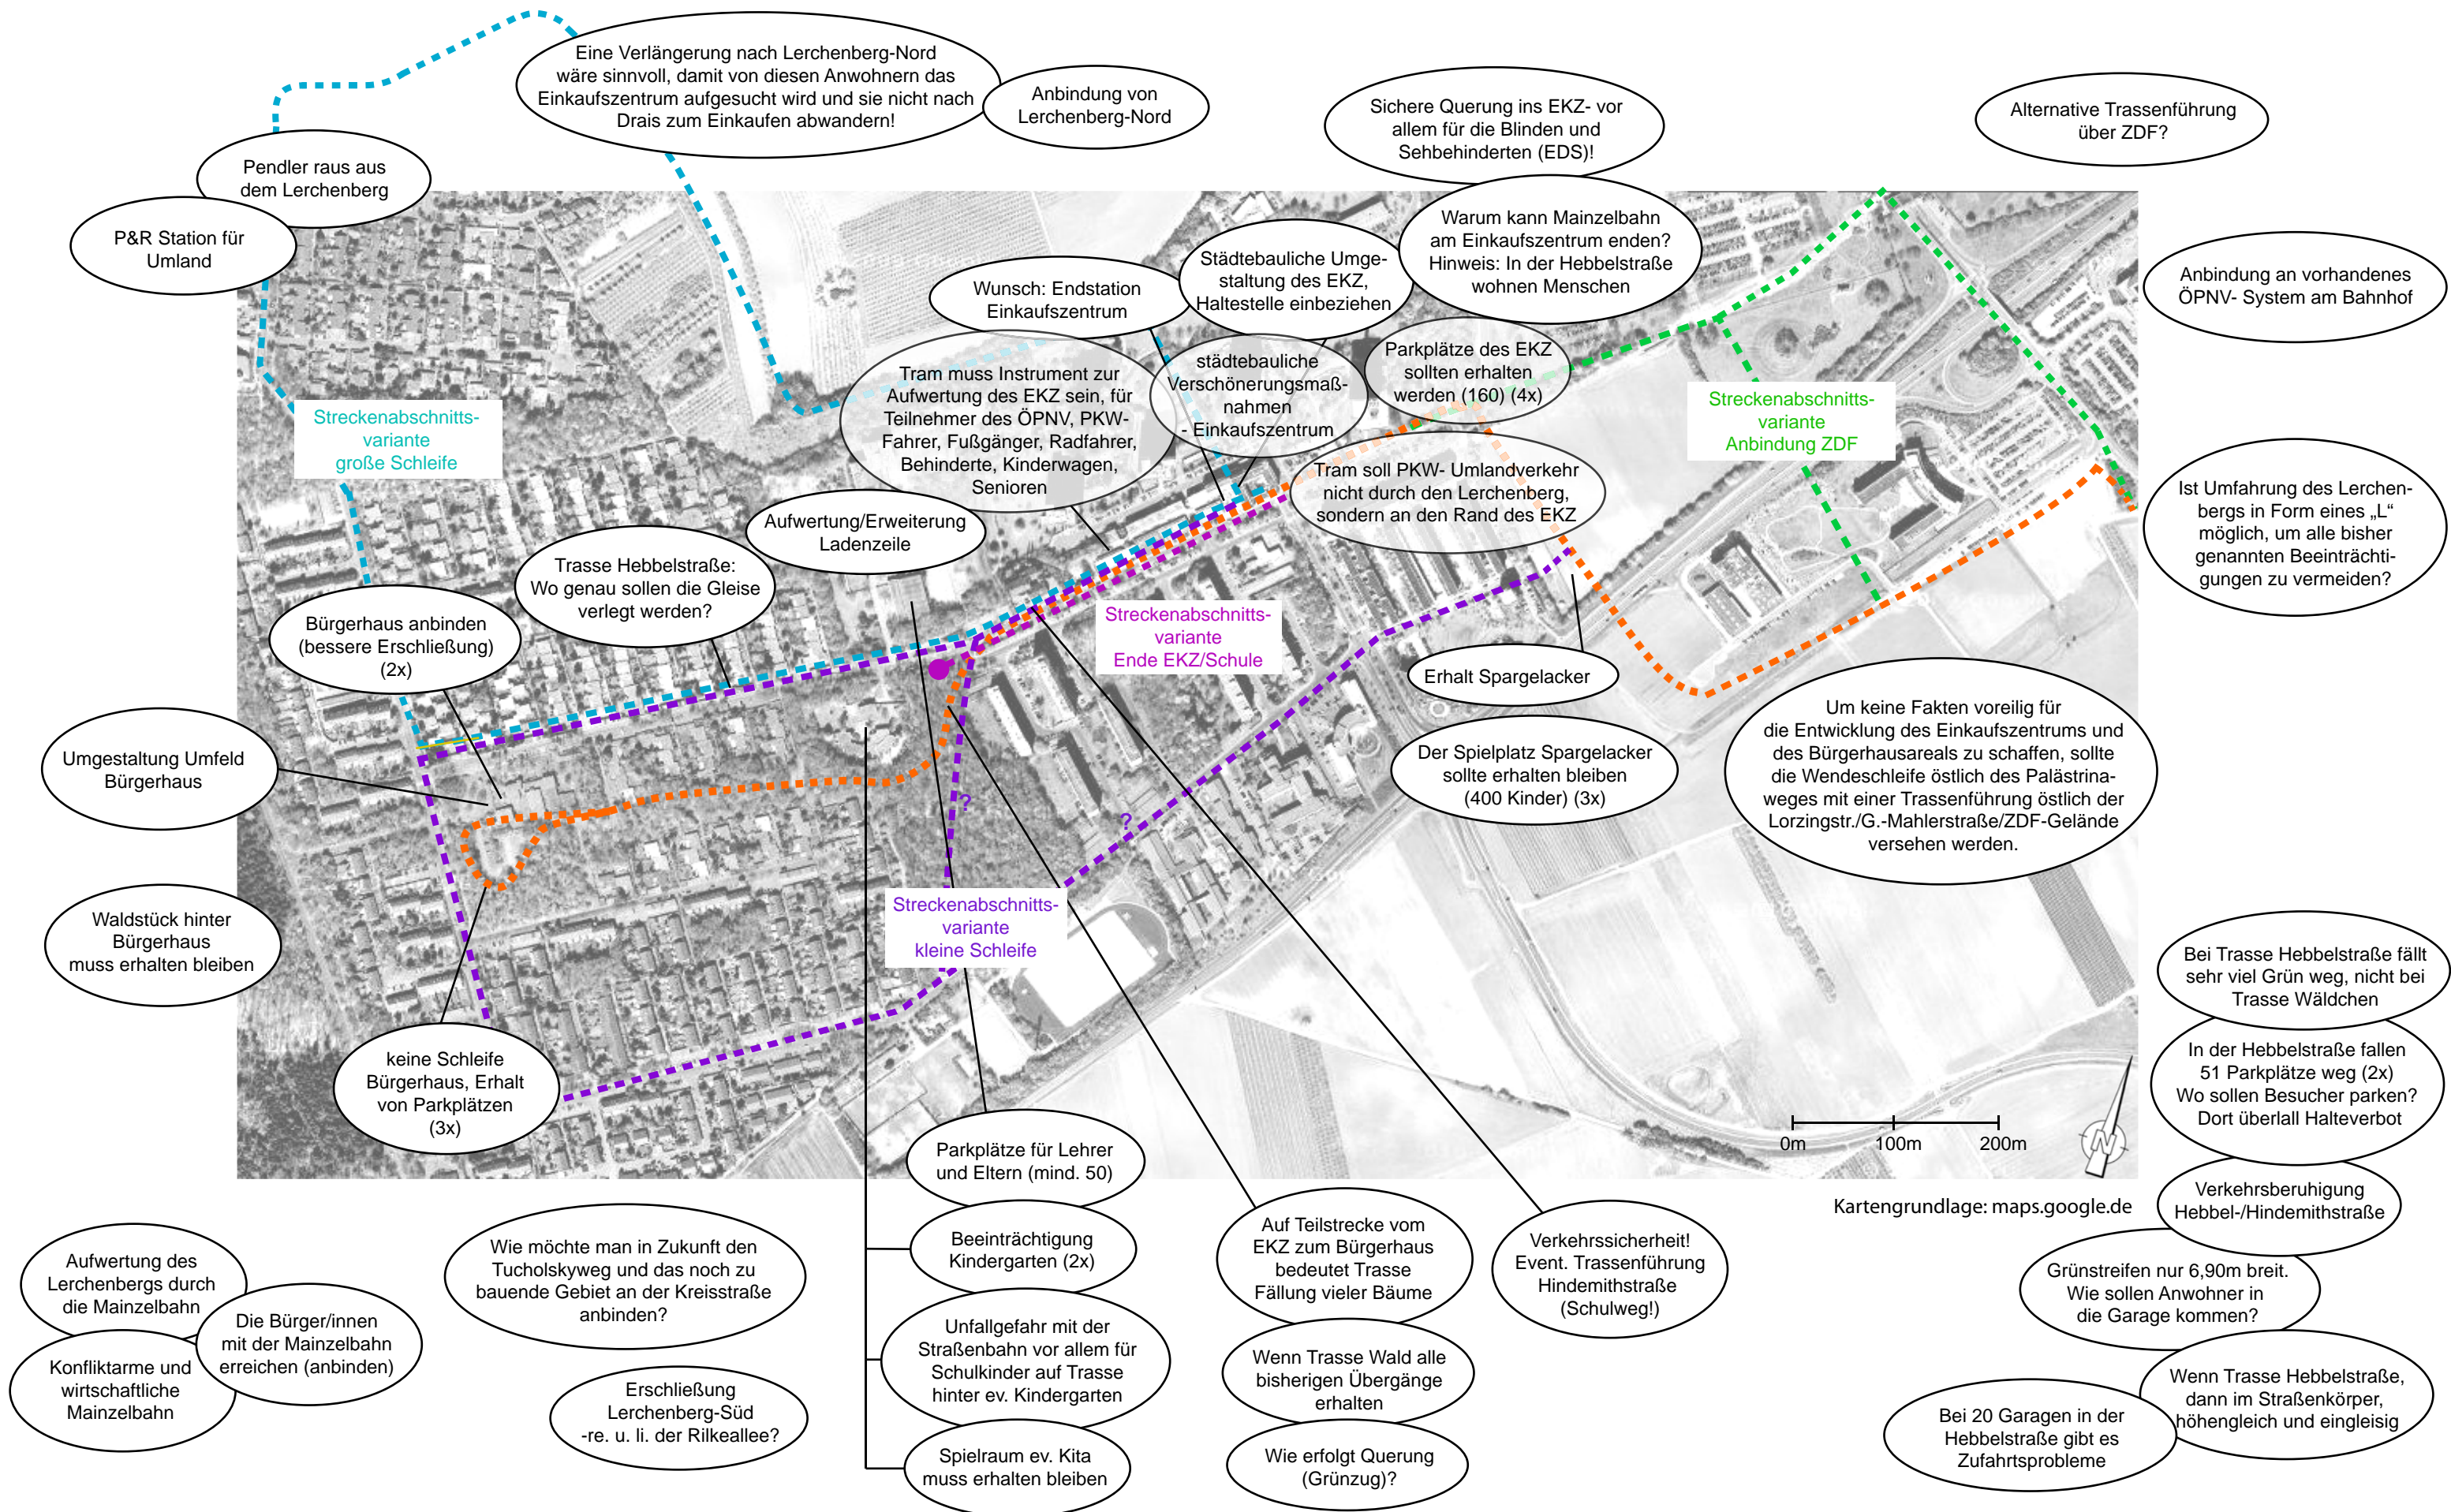 Eine Verlängerung nach Lerchenberg-Nord
wäre sinnvoll, damit von diesen Anwohnern das
Einkaufszentrum aufgesucht wird und sie nicht nach
Drais zum Einkaufen abwandern!
Anbindung von
Lerchenberg-Nord
Sichere Querung ins EKZ- vor
allem für die Blinden und
Sehbehinderten (EDS)!
Alternative Trassenführung
über ZDF?
Pendler raus aus
dem Lerchenberg
P&R Station für
Umland
Warum kann Mainzelbahn
am Einkaufszentrum enden?
Hinweis: In der Hebbelstraße
wohnen Menschen
Städtebauliche Umge-
staltung des EKZ,
Haltestelle einbeziehen
Wunsch: Endstation
Einkaufszentrum
Anbindung an vorhandenes
ÖPNV- System am Bahnhof
Tram muss Instrument zur
Aufwertung des EKZ sein, für
Teilnehmer des ÖPNV, PKW-
Fahrer, Fußgänger, Radfahrer,
Behinderte, Kinderwagen,
Senioren
städtebauliche
Verschönerungsmaß-
nahmen
- Einkaufszentrum
Parkplätze des EKZ
sollten erhalten
werden (160) (4x)
Streckenabschnitts-
variante
große Schleife
Streckenabschnitts-
variante
Anbindung ZDF
Tram soll PKW- Umlandverkehr
nicht durch den Lerchenberg,
sondern an den Rand des EKZ
Ist Umfahrung des Lerchen-
bergs in Form eines „L“
möglich, um alle bisher
genannten Beeinträchti-
gungen zu vermeiden?
Aufwertung/Erweiterung
Ladenzeile
Trasse Hebbelstraße:
Wo genau sollen die Gleise
verlegt werden?
Bürgerhaus anbinden
(bessere Erschließung)
(2x)
Streckenabschnitts-
variante
Ende EKZ/Schule
Erhalt Spargelacker
Umgestaltung Umfeld
Bürgerhaus
Der Spielplatz Spargelacker
sollte erhalten bleiben
(400 Kinder) (3x)
Um keine Fakten voreilig für
die Entwicklung des Einkaufszentrums und
des Bürgerhausareals zu schaffen, sollte
die Wendeschleife östlich des Palästrina-
weges mit einer Trassenführung östlich der
Lorzingstr./G.-Mahlerstraße/ZDF-Gelände
versehen werden.
?
?
Waldstück hinter
Bürgerhaus
muss erhalten bleiben
Streckenabschnitts-
variante
kleine Schleife
Bei Trasse Hebbelstraße fällt
sehr viel Grün weg, nicht bei
Trasse Wäldchen
keine Schleife
Bürgerhaus, Erhalt
von Parkplätzen
(3x)
In der Hebbelstraße fallen
51 Parkplätze weg (2x)
Wo sollen Besucher parken?
Dort überlall Halteverbot
0m 100m 200m
N
Parkplätze für Lehrer
und Eltern (mind. 50)
Kartengrundlage: maps.google.de
Verkehrsberuhigung
Hebbel-/Hindemithstraße
Aufwertung des
Lerchenbergs durch
die Mainzelbahn
Wie möchte man in Zukunft den
Tucholskyweg und das noch zu
bauende Gebiet an der Kreisstraße
anbinden?
Beeinträchtigung
Kindergarten (2x)
Auf Teilstrecke vom
EKZ zum Bürgerhaus
bedeutet Trasse
Fällung vieler Bäume
Verkehrssicherheit!
Event. Trassenführung
Hindemithstraße
(Schulweg!)
Grünstreifen nur 6,90m breit.
Wie sollen Anwohner in
die Garage kommen?
Die Bürger/innen
mit der Mainzelbahn
erreichen (anbinden)
Konfliktarme und
wirtschaftliche
Mainzelbahn
Unfallgefahr mit der
Straßenbahn vor allem für
Schulkinder auf Trasse
hinter ev. Kindergarten
Wenn Trasse Wald alle
bisherigen Übergänge
erhalten
Wenn Trasse Hebbelstraße,
dann im Straßenkörper,
höhengleich und eingleisig
Erschließung
Lerchenberg-Süd
-re. u. li. der Rilkeallee?
Bei 20 Garagen in der
Hebbelstraße gibt es
Zufahrtsprobleme
Spielraum ev. Kita
muss erhalten bleiben
Wie erfolgt Querung
(Grünzug)?